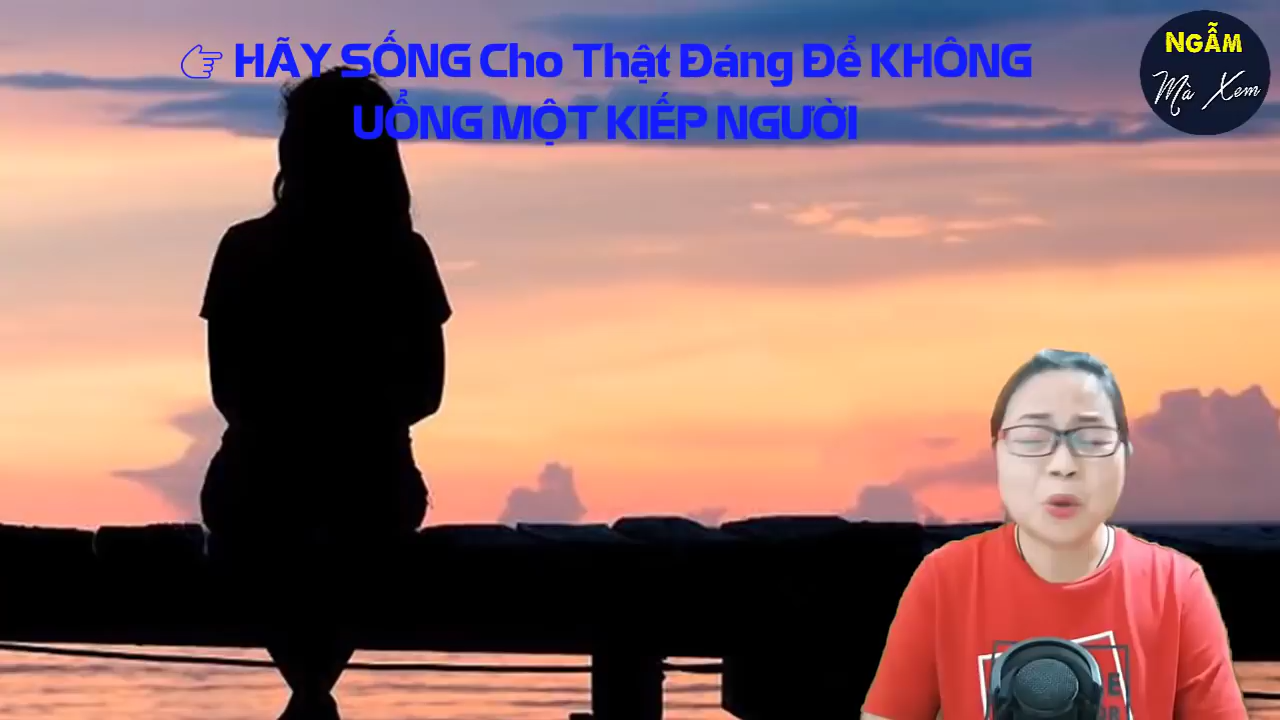 👉 HÃY SỐNG Cho Thật Đáng Để KHÔNG
UỔNG MỘT KIẾP NGƯỜI
NGẪM
Mà Xem